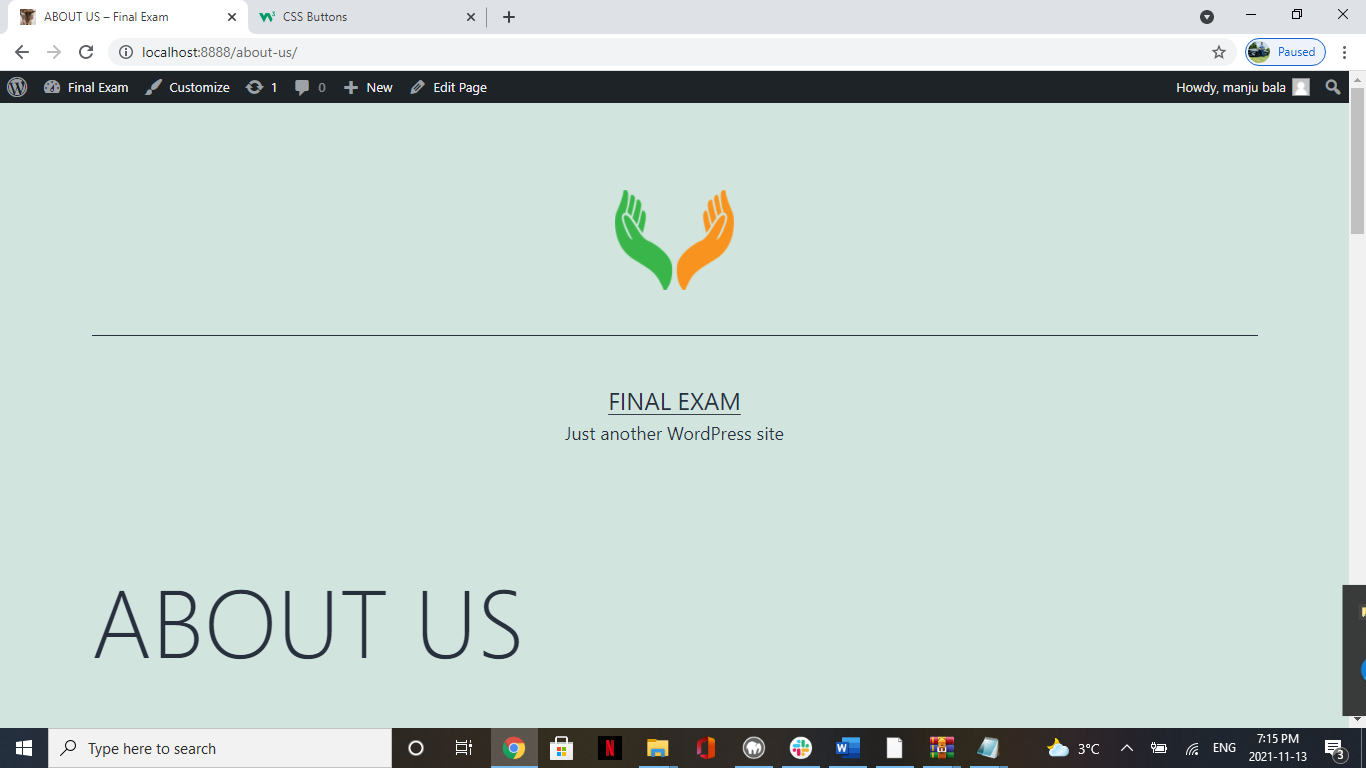 ABOUT US – Final Exam
CSS Buttons
localhost:8888/about-us/
Paused
Final Exam Customize 1 0 New Edit Page Howdy, manju bala
FINAL EXAM
Just another WordPress site
ABOUT US
Type here to search
3°C
ENG
7:15 PM
2021-11-13
3